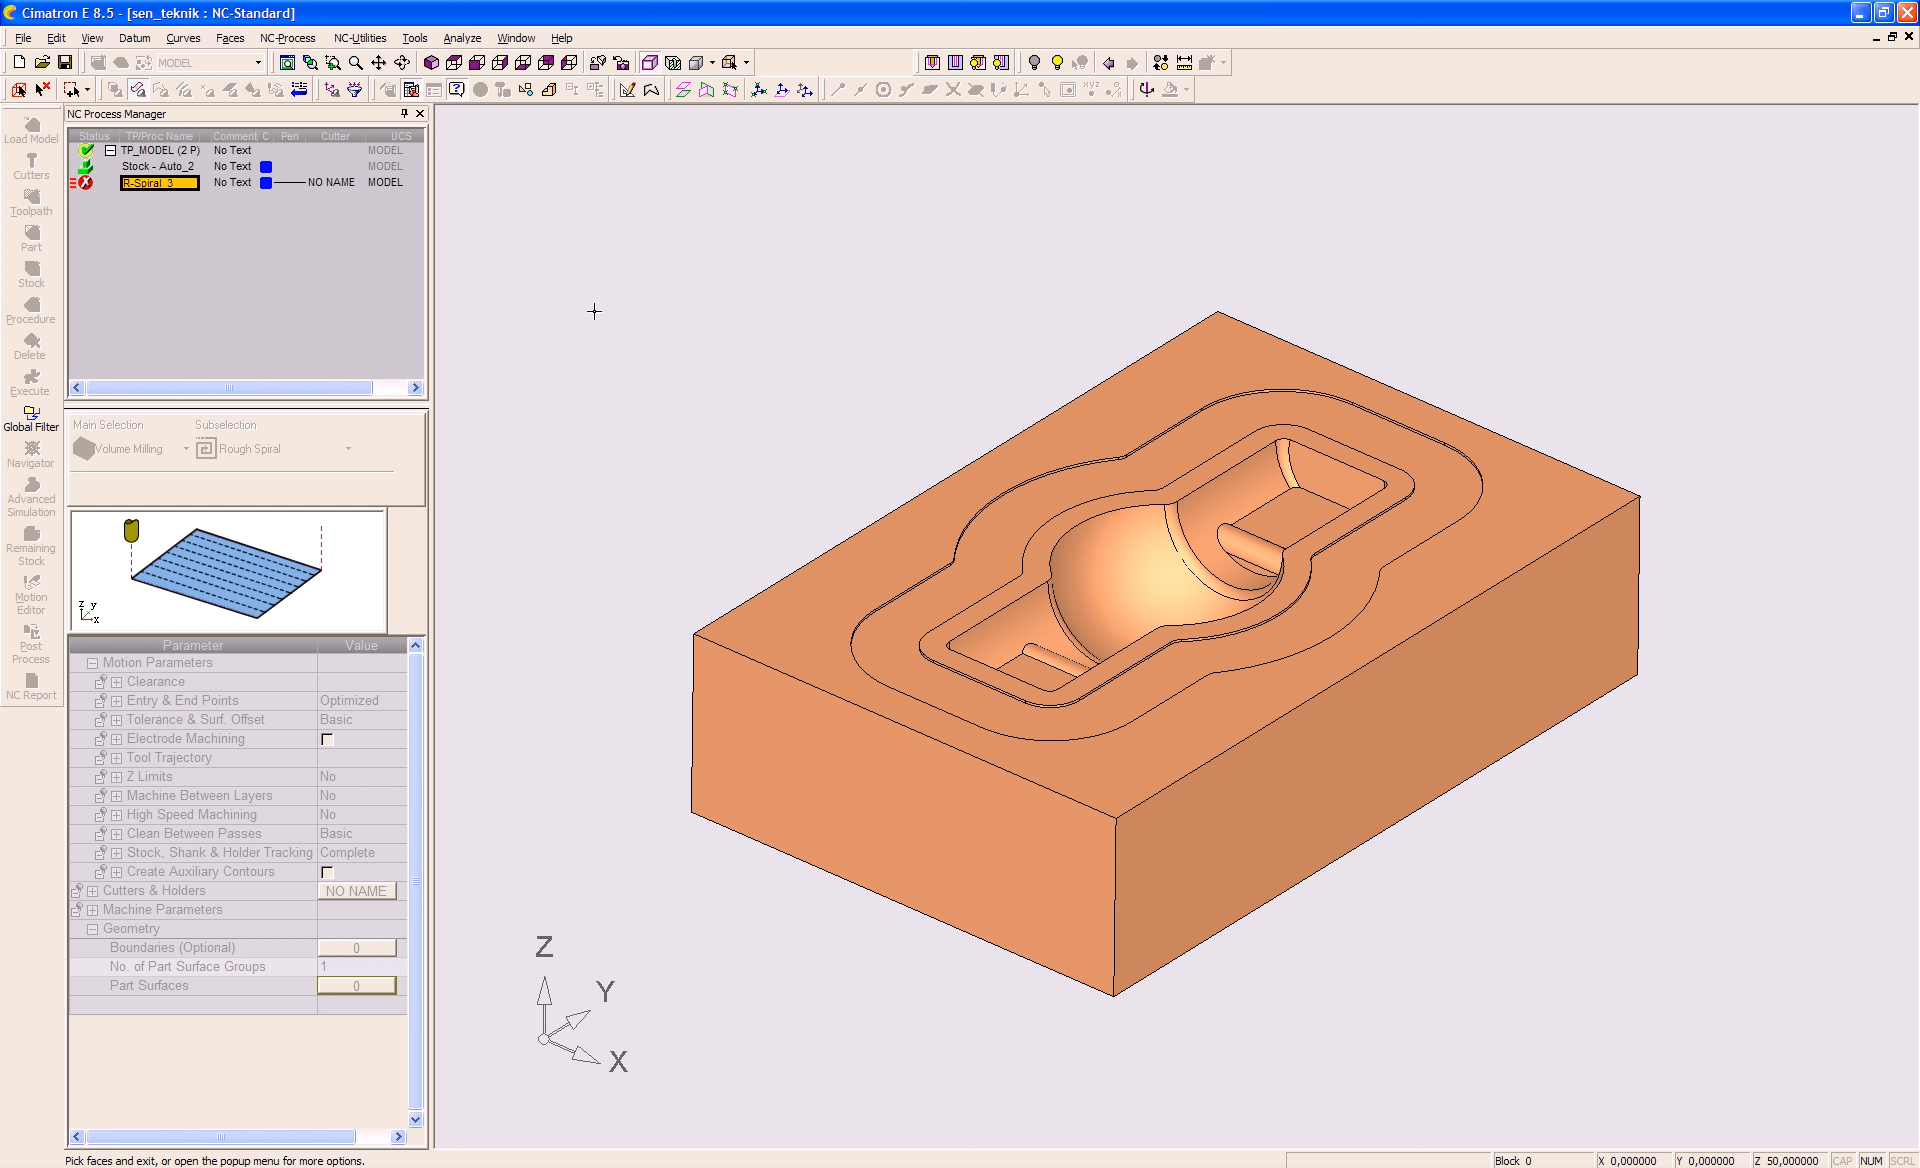 Cimatron E 8.5 - [sen_teknik : NC-Standard]
File Edit View Datum Curves Faces NC-Process NC-Utilities Tools Analyze Window Help
MODEL
NC Process Manager
Status TP/Proc Name Comment C Pen Cutter UCS
TP_MODEL (2 P) No Text MODEL
Stock - Auto_2 No Text MODEL
R-Spiral_3 No Text NO NAME MODEL
Load Model
Cutters
Toolpath
Part
Stock
Procedure
Delete
Execute
Global Filter
Navigator
Advanced
Simulation
Remaining
Stock
Motion
Editor
Post
Process
NC Report
Main Selection Subselection
Volume Milling Rough Spiral
Z Y
X
Parameter Value
Motion Parameters
Clearance
Entry & End Points Optimized
Tolerance & Surf. Offset Basic
Electrode Machining
Tool Trajectory
Z Limits No
Machine Between Layers No
High Speed Machining No
Clean Between Passes Basic
Stock, Shank & Holder Tracking Complete
Create Auxiliary Contours
Cutters & Holders NO NAME
Machine Parameters
Geometry
Boundaries (Optional) 0
No. of Part Surface Groups 1
Part Surfaces 0
Z
Y
X
Pick faces and exit, or open the popup menu for more options.
Block 0 X 0,000000 Y 0,000000 Z 50,000000 CAP NUM SCRL